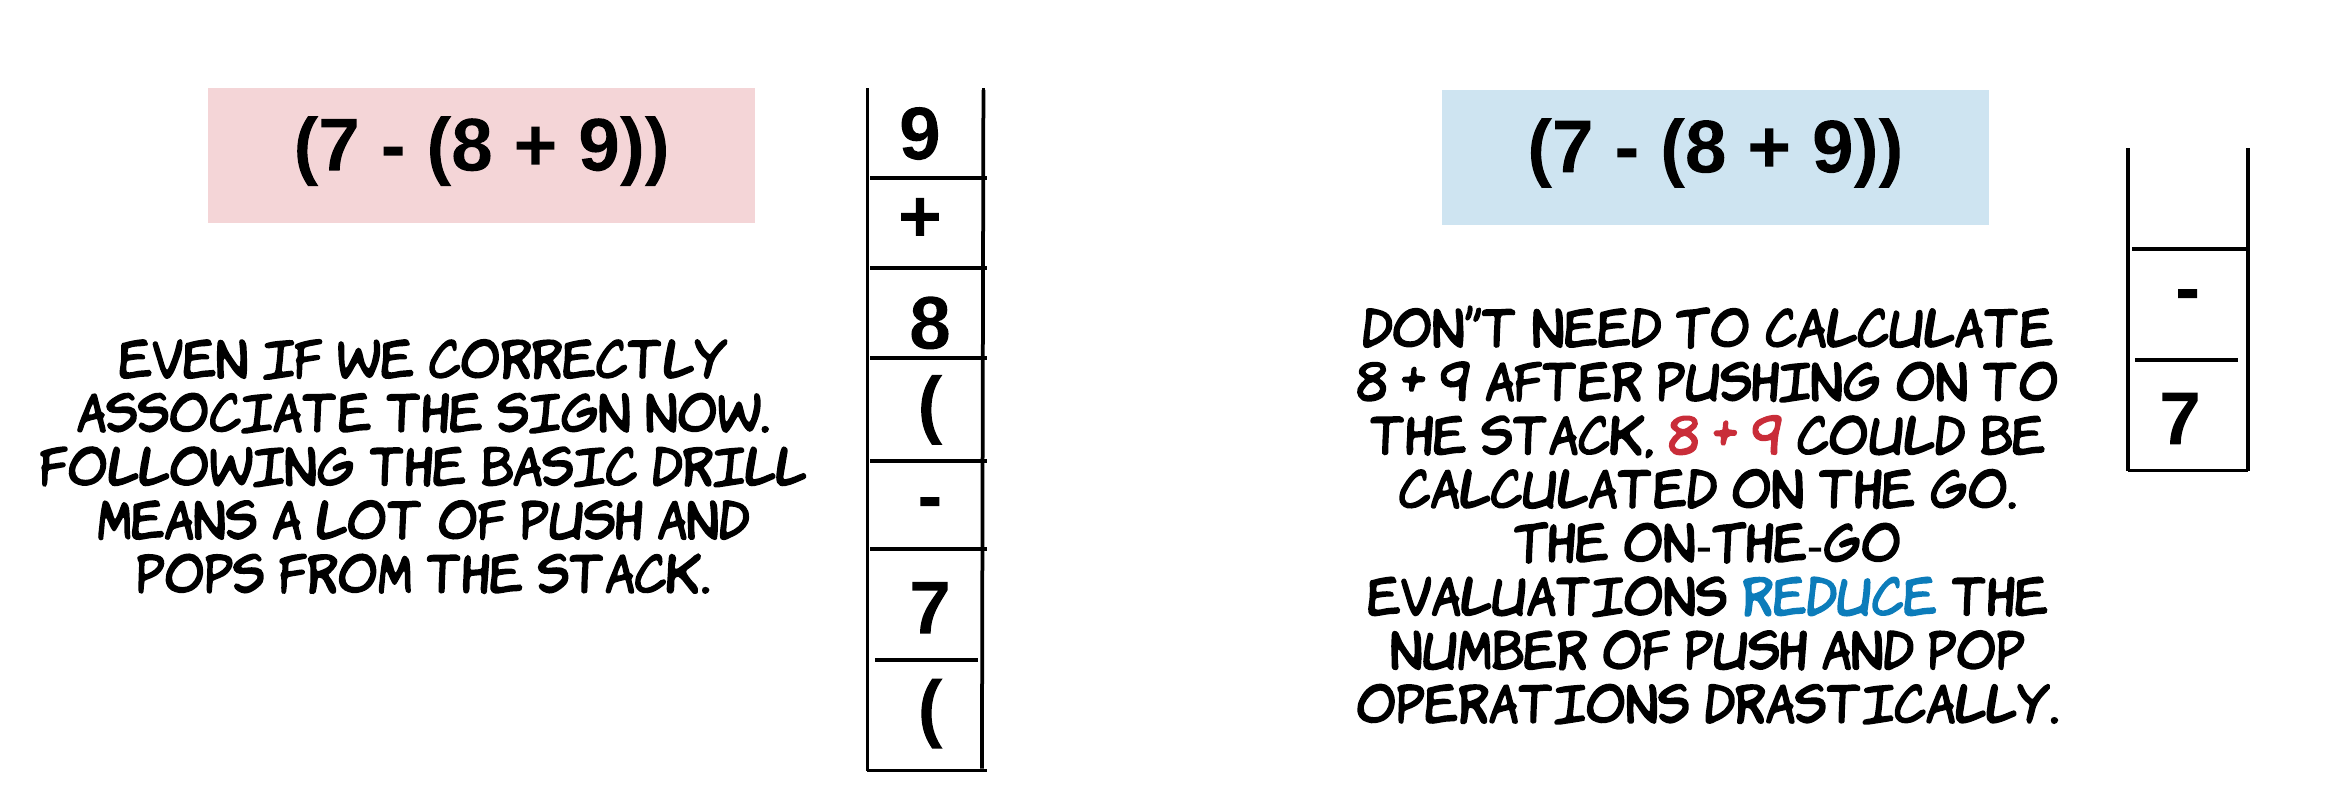 (7 - (8 + 9))
EVEN IF WE CORRECTLY
ASSOCIATE THE SIGN NOW.
FOLLOWING THE BASIC DRILL
MEANS A LOT OF PUSH AND
POPS FROM THE STACK.
9
+
8
(
-
7
(
(7 - (8 + 9))
DON"T NEED TO CALCULATE
8 + 9 AFTER PUSHING ON TO
THE STACK. 8 + 9 COULD BE
CALCULATED ON THE GO.
THE ON-THE-GO
EVALUATIONS REDUCE THE
NUMBER OF PUSH AND POP
OPERATIONS DRASTICALLY.
-
7